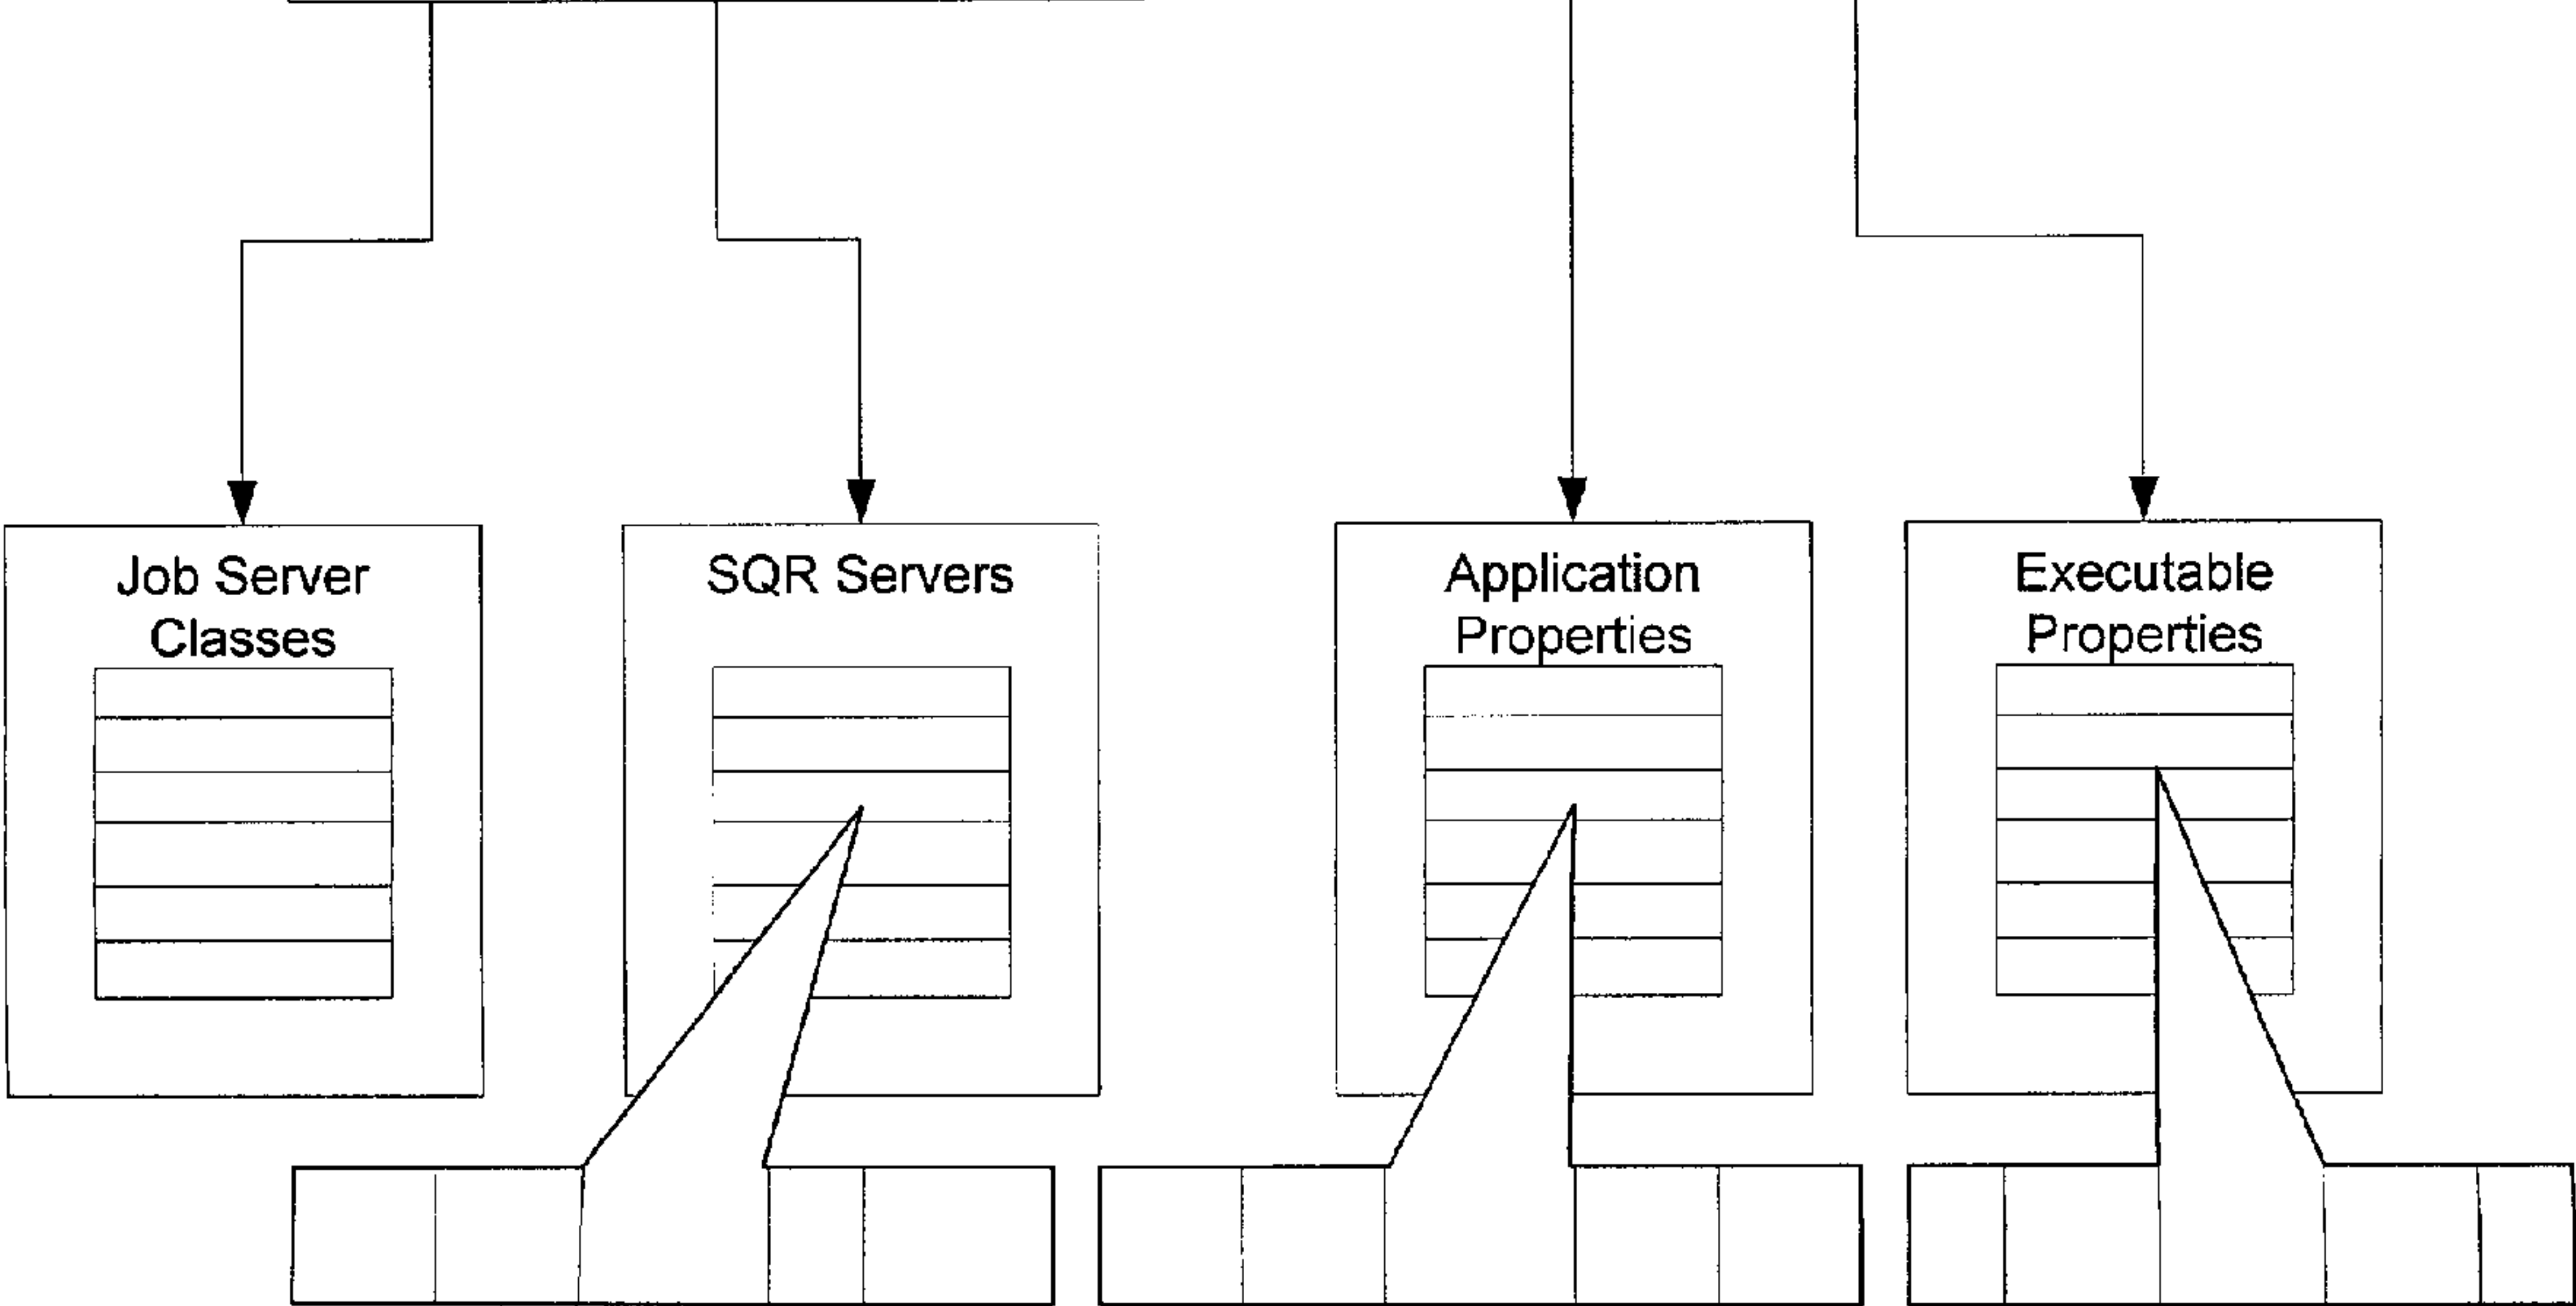 Job Server
Classes
SQR Servers
Application
Properties
Executable
Properties